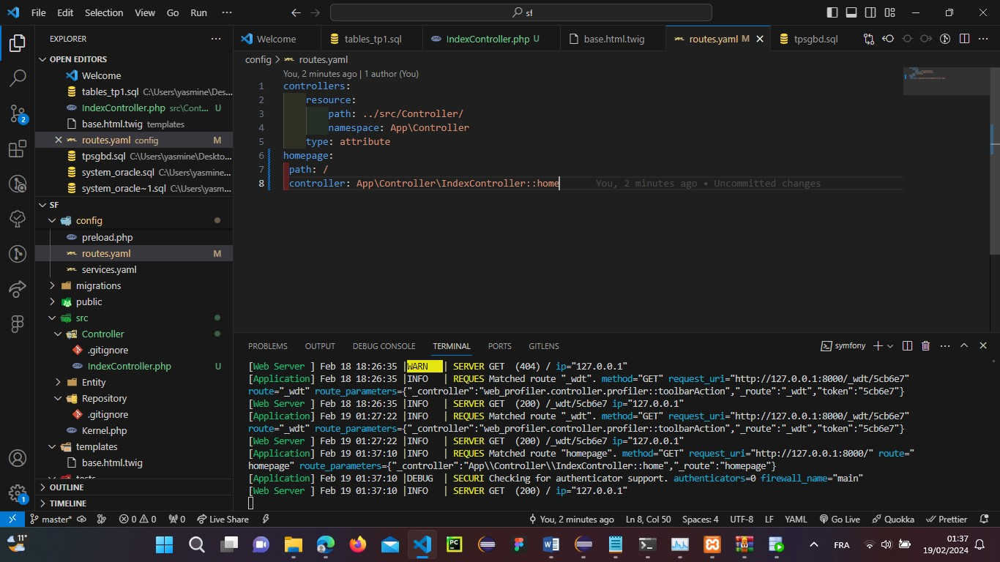 File Edit Selection View Go Run ··· sf
EXPLORER ···
OPEN EDITORS
Welcome
tables_tp1.sql C:\Users\yasmine\Des...
IndexController.php src\Cont... U
base.html.twig templates
routes.yaml config M
tpsgbd.sql C:\Users\yasmine\Deskto...
system_oracle.sql C:\Users\yasmine...
system_oracle~1.sql C:\Users\yasm...
SF
config
preload.php
routes.yaml M
services.yaml
migrations
public
src
Controller
.gitignore
IndexController.php U
Entity
Repository
.gitignore
Kernel.php
templates
base.html.twig
tests
OUTLINE
TIMELINE
2
1
Welcome tables_tp1.sql IndexController.php U base.html.twig routes.yaml M tpsgbd.sql ···
config > routes.yaml
You, 2 minutes ago | 1 author (You)
1 controllers:
2 resource:
3 path: ../src/Controller/
4 namespace: App\Controller
5 type: attribute
6 homepage:
7 path: /
8 controller: App\Controller\IndexController::home You, 2 minutes ago • Uncommitted changes
PROBLEMS OUTPUT DEBUG CONSOLE TERMINAL PORTS GITLENS symfony ···
[Web Server ] Feb 18 18:26:35 |WARN | SERVER GET (404) / ip="127.0.0.1"
[Application] Feb 18 18:26:35 |INFO | REQUES Matched route "_wdt". method="GET" request_uri="http://127.0.0.1:8000/_wdt/5cb6e7"
route="_wdt" route_parameters={"_controller":"web_profiler.controller.profiler::toolbarAction","_route":"_wdt","token":"5cb6e7"}
[Web Server ] Feb 18 18:26:35 |INFO | SERVER GET (200) /_wdt/5cb6e7 ip="127.0.0.1"
[Application] Feb 19 01:27:22 |INFO | REQUES Matched route "_wdt". method="GET" request_uri="http://127.0.0.1:8000/_wdt/5cb6e7"
route="_wdt" route_parameters={"_controller":"web_profiler.controller.profiler::toolbarAction","_route":"_wdt","token":"5cb6e7"}
[Web Server ] Feb 19 01:27:22 |INFO | SERVER GET (200) /_wdt/5cb6e7 ip="127.0.0.1"
[Application] Feb 19 01:37:10 |INFO | REQUES Matched route "homepage". method="GET" request_uri="http://127.0.0.1:8000/" route="
homepage" route_parameters={"_controller":"App\\Controller\\IndexController::home","_route":"homepage"}
[Application] Feb 19 01:37:10 |DEBUG | SECURI Checking for authenticator support. authenticators=0 firewall_name="main"
[Web Server ] Feb 19 01:37:10 |INFO | SERVER GET (200) / ip="127.0.0.1"
master* 0 0 0 Live Share You, 2 minutes ago Ln 8, Col 50 Spaces: 4 UTF-8 LF YAML Go Live Quokka Prettier
11° PC W FRA 01:37
19/02/2024